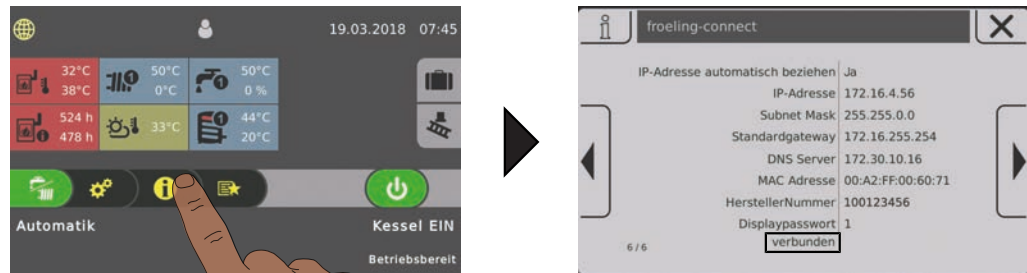 19.03.2018 07:45
32°C
38°C
50°C
0°C
50°C
0 %
524 h
478 h
33°C
44°C
20°C
Automatik
Kessel EIN
Betriebsbereit
froeling-connect
IP-Adresse automatisch beziehen Ja
IP-Adresse 172.16.4.56
Subnet Mask 255.255.0.0
Standardgateway 172.16.255.254
DNS Server 172.30.10.16
MAC Adresse 00:A2:FF:00:60:71
HerstellerNummer 100123456
Displaypasswort 1
verbunden
6/6